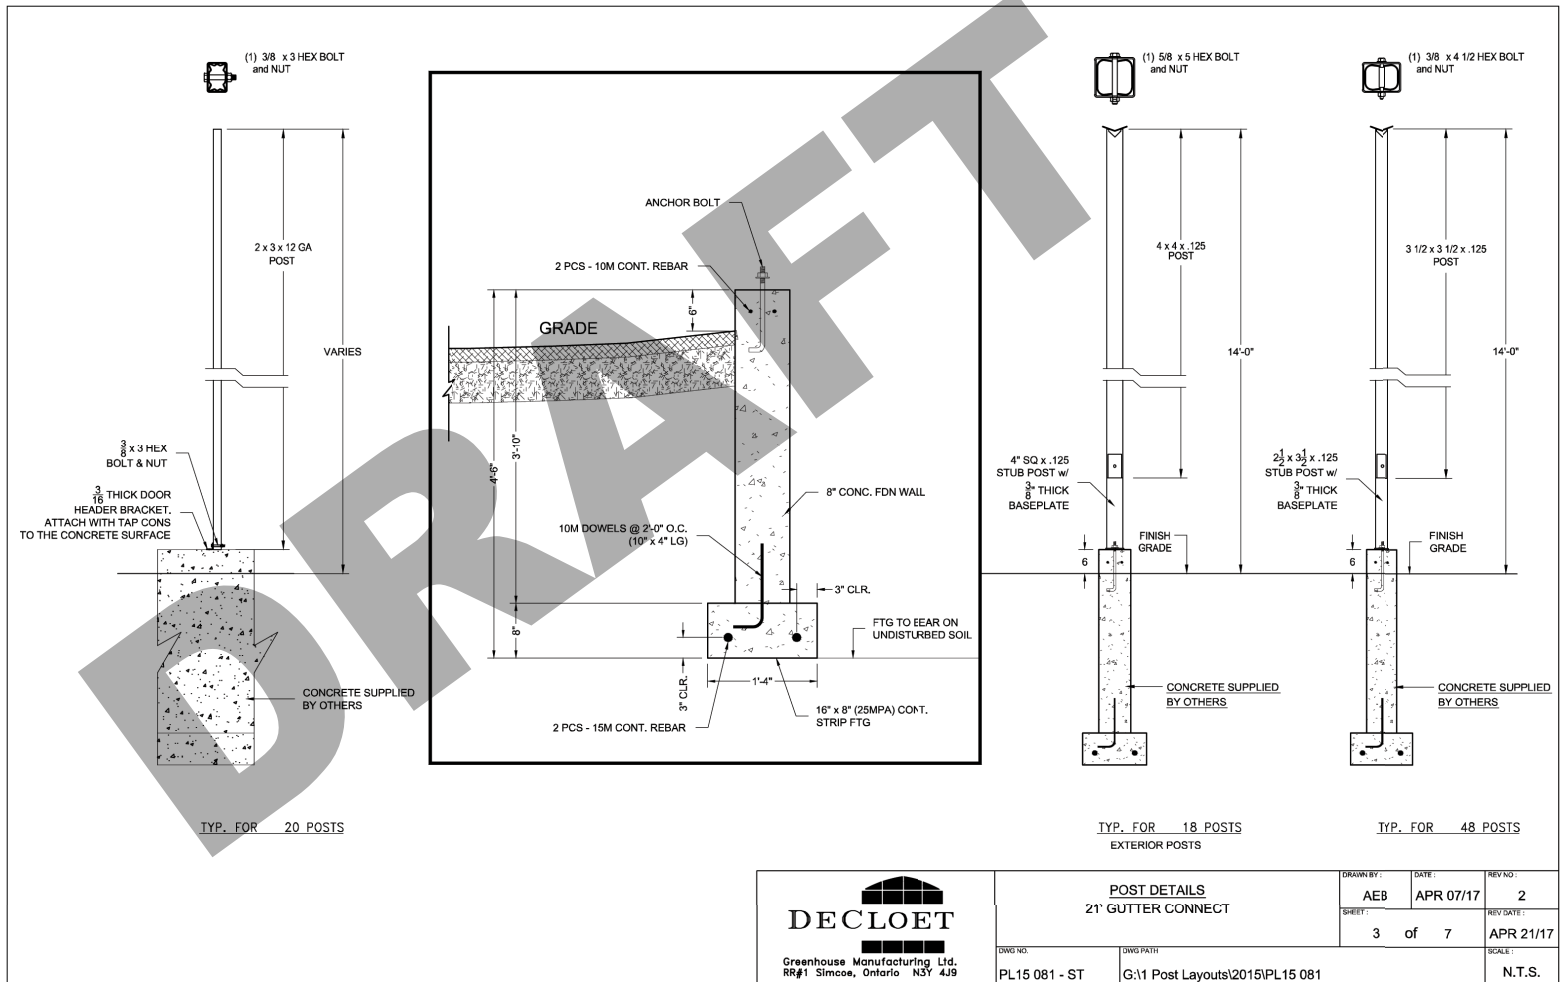 (1) 3/8 x 3 HEX BOLT
and NUT
2 x 3 x 12 GA
POST
VARIES
3/8 x 3 HEX
BOLT & NUT
3/16 THICK DOOR
HEADER BRACKET.
ATTACH WITH TAP CONS
TO THE CONCRETE SURFACE
CONCRETE SUPPLIED
BY OTHERS
TYP. FOR 20 POSTS
DRAFT
ANCHOR BOLT
2 PCS - 10M CONT. REBAR
6"
GRADE
4'-6"
3'-10"
8" CONC. FDN WALL
10M DOWELS @ 2'-0" O.C.
(10" x 4" LG)
3" CLR.
8"
FTG TO EEAR ON
UNDISTURBED SOIL
1'-4"
3" CLR.
16" x 8" (25MPA) CONT.
STRIP FTG
2 PCS - 15M CONT. REBAR
(1) 5/8 x 5 HEX BOLT
and NUT
4 x 4 x .125
POST
14'-0"
4" SQ x .125
STUB POST w/
3/8" THICK
BASEPLATE
FINISH
GRADE
6
CONCRETE SUPPLIED
BY OTHERS
TYP. FOR 18 POSTS
EXTERIOR POSTS
(1) 3/8 x 4 1/2 HEX BOLT
and NUT
3 1/2 x 3 1/2 x .125
POST
14'-0"
2 1/2 x 3 1/2 x .125
STUB POST w/
3/8" THICK
BASEPLATE
FINISH
GRADE
6
CONCRETE SUPPLIED
BY OTHERS
TYP. FOR 48 POSTS
DECLOET
Greenhouse Manufacturing Ltd.
RR#1 Simcoe, Ontario N3Y 4J9
POST DETAILS
21' GUTTER CONNECT
DRAWN BY :
AEB
DATE :
APR 07/17
REV NO :
2
SHEET :
3 of 7
REV DATE :
APR 21/17
DWG NO.
PL15 081 - ST
DWG PATH
G:\1 Post Layouts\2015\PL15 081
SCALE :
N.T.S.